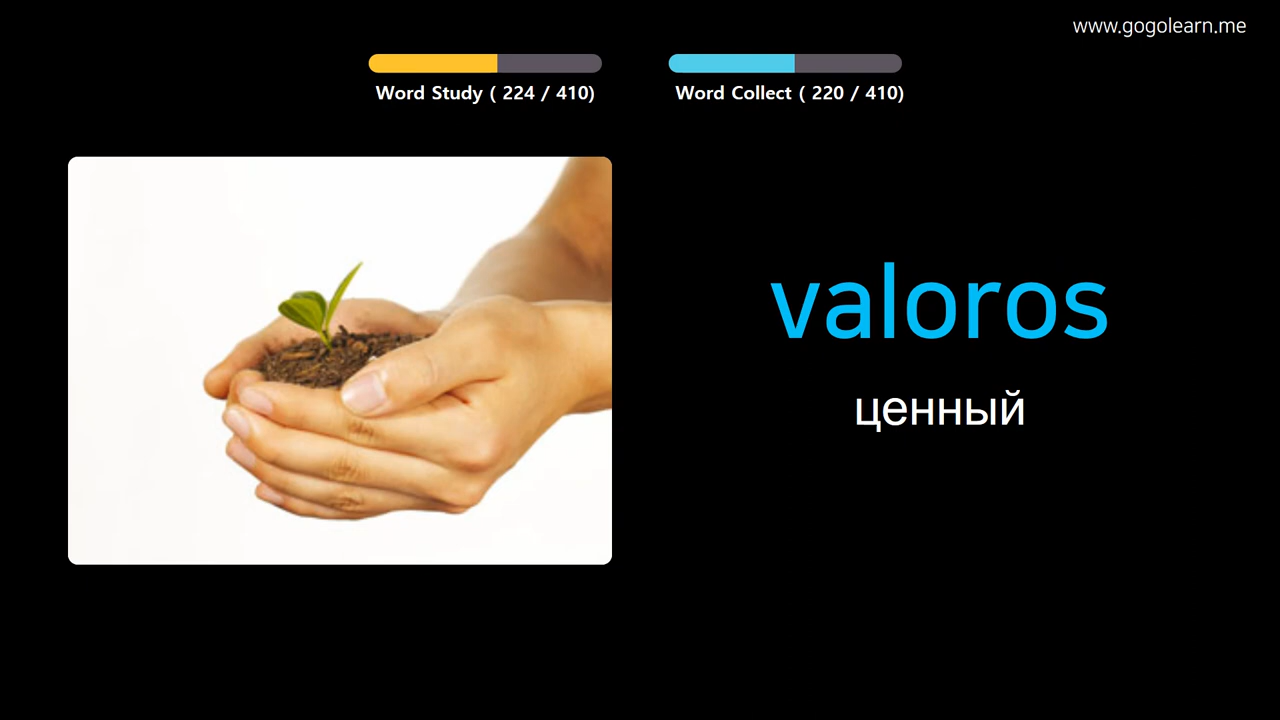 www.gogolearn.me
Word Study ( 224 / 410)
Word Collect ( 220 / 410)
valoros
ценный